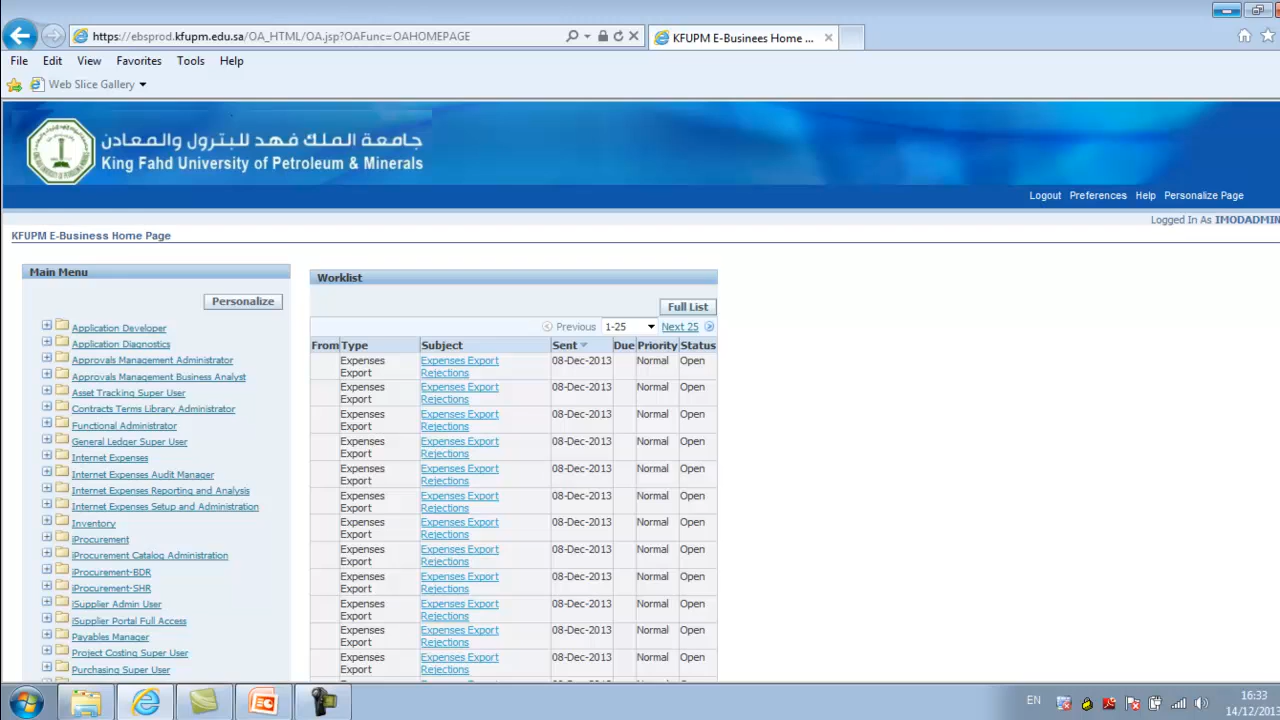 https://ebsprod.kfupm.edu.sa/OA_HTML/OA.jsp?OAFunc=OAHOMEPAGE
KFUPM E-Businees Home ...
File Edit View Favorites Tools Help
Web Slice Gallery
جامعة الملك فهد للبترول والمعادن
King Fahd University of Petroleum & Minerals
Logout Preferences Help Personalize Page
Logged In As IMODADMIN
KFUPM E-Business Home Page
Main Menu
Personalize
Application Developer
Application Diagnostics
Approvals Management Administrator
Approvals Management Business Analyst
Asset Tracking Super User
Contracts Terms Library Administrator
Functional Administrator
General Ledger Super User
Internet Expenses
Internet Expenses Audit Manager
Internet Expenses Reporting and Analysis
Internet Expenses Setup and Administration
Inventory
iProcurement
iProcurement Catalog Administration
iProcurement-BDR
iProcurement-SHR
iSupplier Admin User
iSupplier Portal Full Access
Payables Manager
Project Costing Super User
Purchasing Super User
Worklist
Full List
Previous 1-25 Next 25
From Type Subject Sent Due Priority Status
Expenses Expenses Export 08-Dec-2013 Normal Open
Export Rejections
Expenses Expenses Export 08-Dec-2013 Normal Open
Export Rejections
Expenses Expenses Export 08-Dec-2013 Normal Open
Export Rejections
Expenses Expenses Export 08-Dec-2013 Normal Open
Export Rejections
Expenses Expenses Export 08-Dec-2013 Normal Open
Export Rejections
Expenses Expenses Export 08-Dec-2013 Normal Open
Export Rejections
Expenses Expenses Export 08-Dec-2013 Normal Open
Export Rejections
Expenses Expenses Export 08-Dec-2013 Normal Open
Export Rejections
Expenses Expenses Export 08-Dec-2013 Normal Open
Export Rejections
Expenses Expenses Export 08-Dec-2013 Normal Open
Export Rejections
Expenses Expenses Export 08-Dec-2013 Normal Open
Export Rejections
Expenses Expenses Export 08-Dec-2013 Normal Open
Export Rejections
EN
16:33
14/12/2013